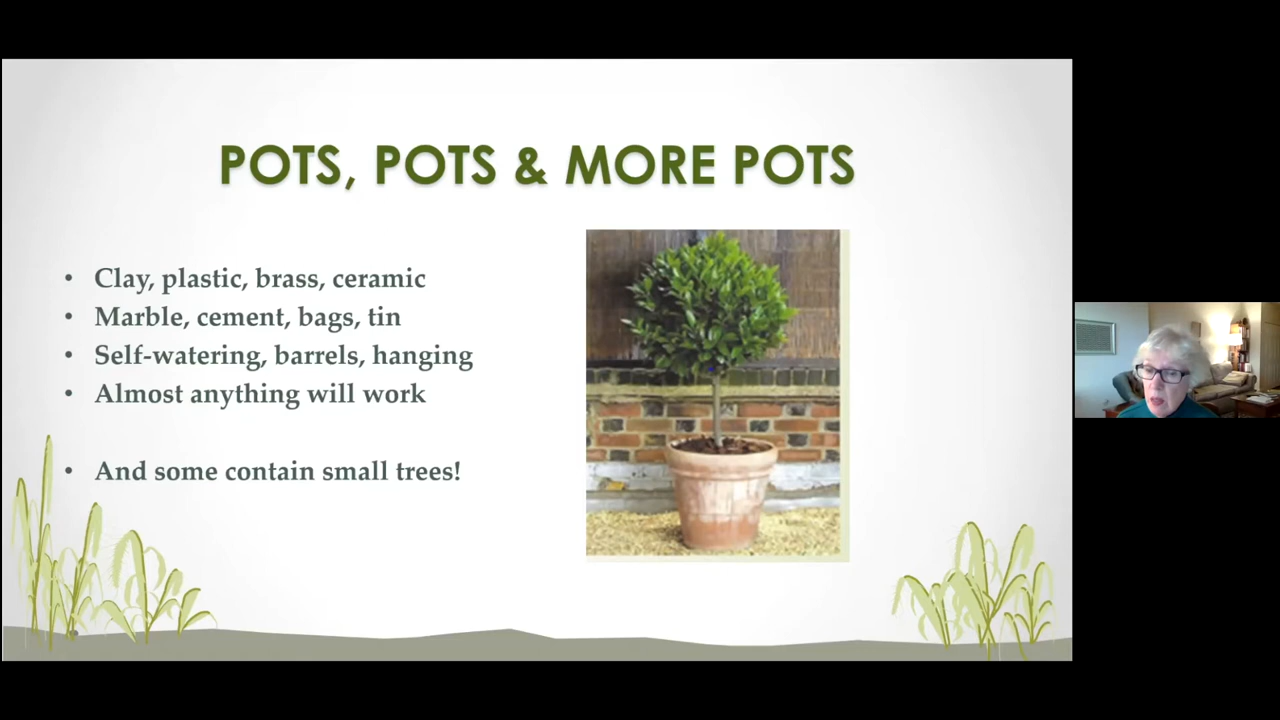 POTS, POTS & MORE POTS
• Clay, plastic, brass, ceramic
• Marble, cement, bags, tin
• Self-watering, barrels, hanging
• Almost anything will work
• And some contain small trees!